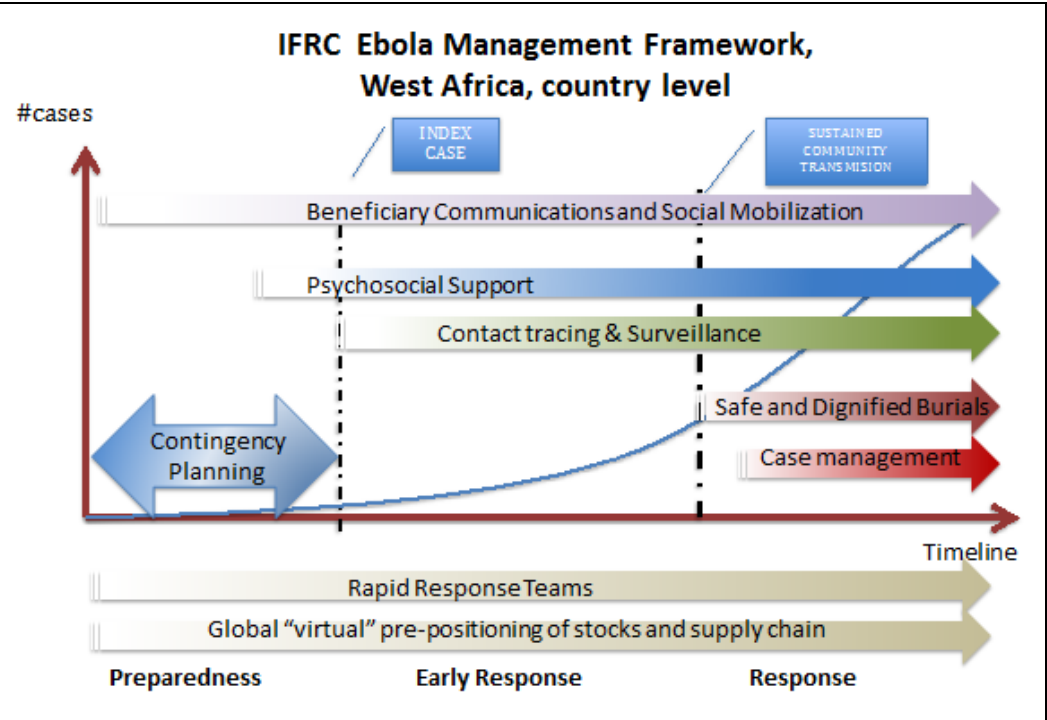 IFRC Ebola Management Framework,
West Africa, country level
#cases
INDEX
CASE
SUSTAINED
COMMUNITY
TRANSMISION
Beneficiary Communications and Social Mobilization
Psychosocial Support
Contact tracing & Surveillance
Safe and Dignified Burials
Contingency
Planning
Case management
Timeline
Rapid Response Teams
Global “virtual” pre-positioning of stocks and supply chain
Preparedness Early Response Response